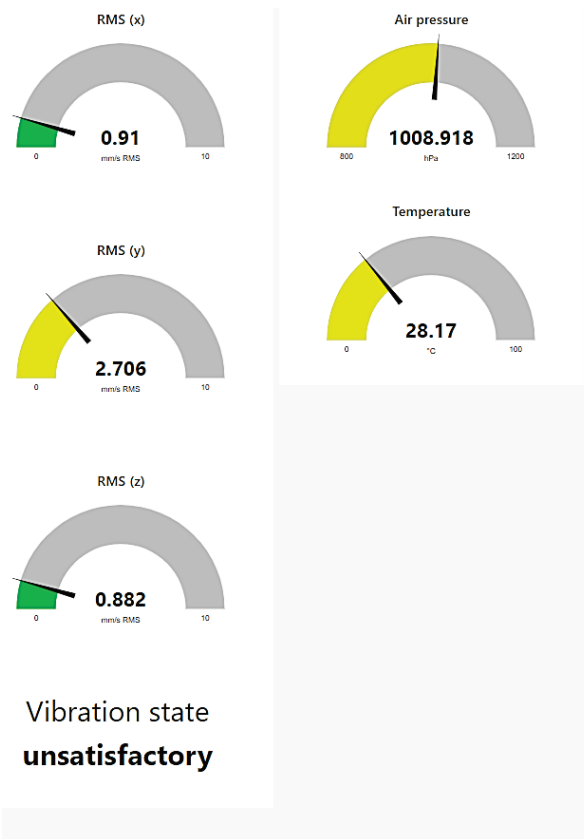 RMS (x)
0.91
0
mm/s RMS
10
RMS (y)
2.706
0
mm/s RMS
10
RMS (z)
0.882
0
mm/s RMS
10
Vibration state
unsatisfactory
Air pressure
1008.918
800
hPa
1200
Temperature
28.17
0
°C
100